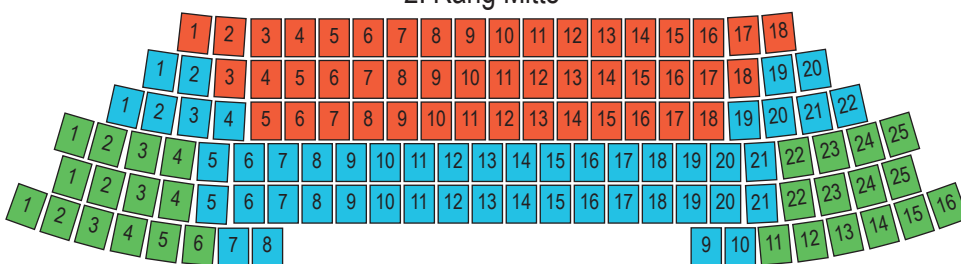 2. Rang Mitte
1 2 3 4 5 6 7 8 9 10 11 12 13 14 15 16 17 18
1 2 3 4 5 6 7 8 9 10 11 12 13 14 15 16 17 18 19 20
1 2 3 4 5 6 7 8 9 10 11 12 13 14 15 16 17 18 19 20 21 22
1 2 3 4 5 6 7 8 9 10 11 12 13 14 15 16 17 18 19 20 21 22 23 24 25
1 2 3 4 5 6 7 8 9 10 11 12 13 14 15 16 17 18 19 20 21 22 23 24 25
1 2 3 4 5 6 7 8 9 10 11 12 13 14 15 16